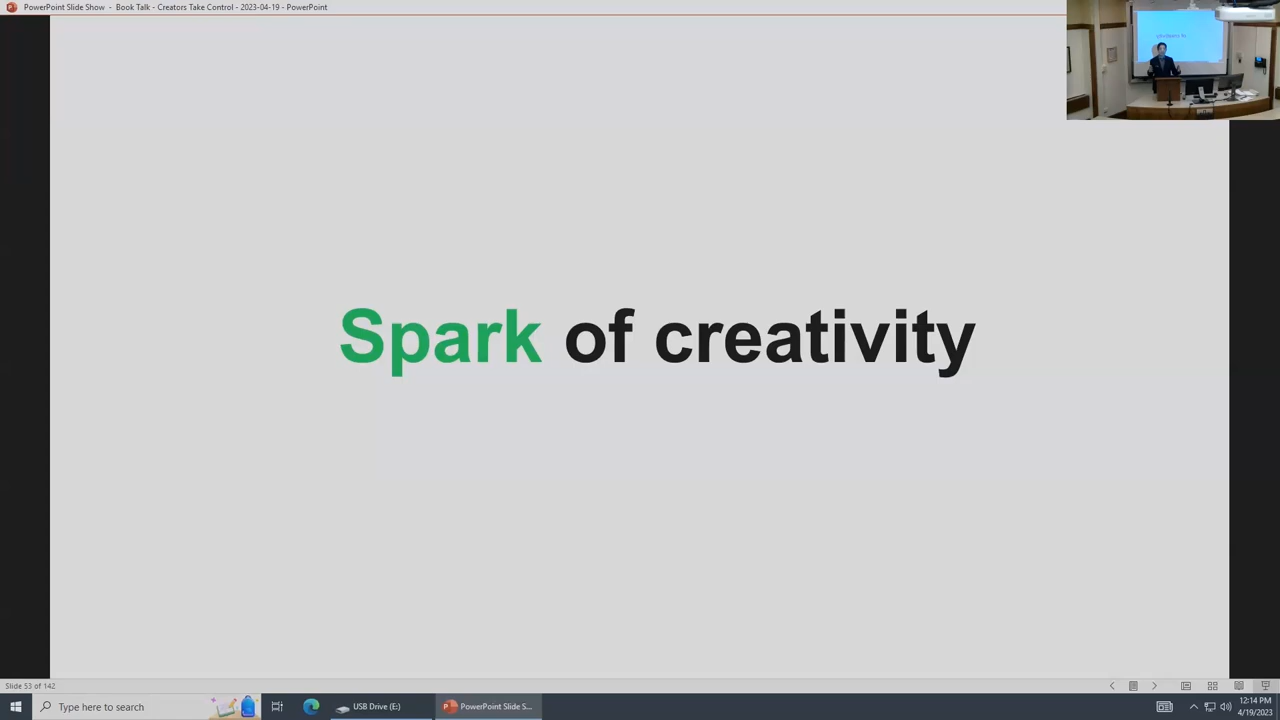 PowerPoint Slide Show - Book Talk - Creators Take Control - 2023-04-19 - PowerPoint
Spark of creativity
Slide 53 of 142
Type here to search
USB Drive (E:)
PowerPoint Slide S...
12:14 PM
4/19/2023